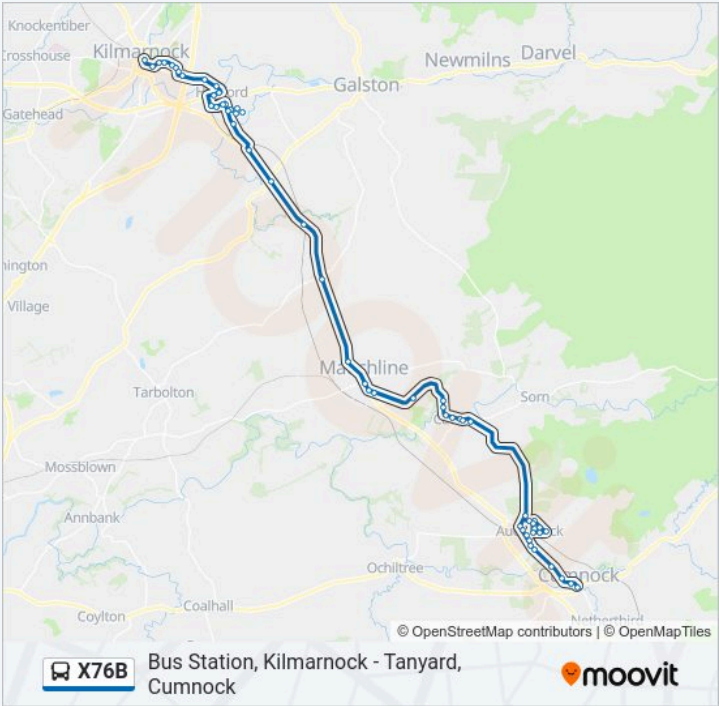 Knockentiber
Crosshouse
Kilmarnock
Newmilns
Darvel
Galston
Gatehead
Village
Tarbolton
Sorn
Mossblown
Annbank
Ochiltree
Cumnock
Coalhall
Coylton
Netherthird
© OpenStreetMap contributors | © OpenMapTiles
X76B
Bus Station, Kilmarnock - Tanyard,
Cumnock
moovit